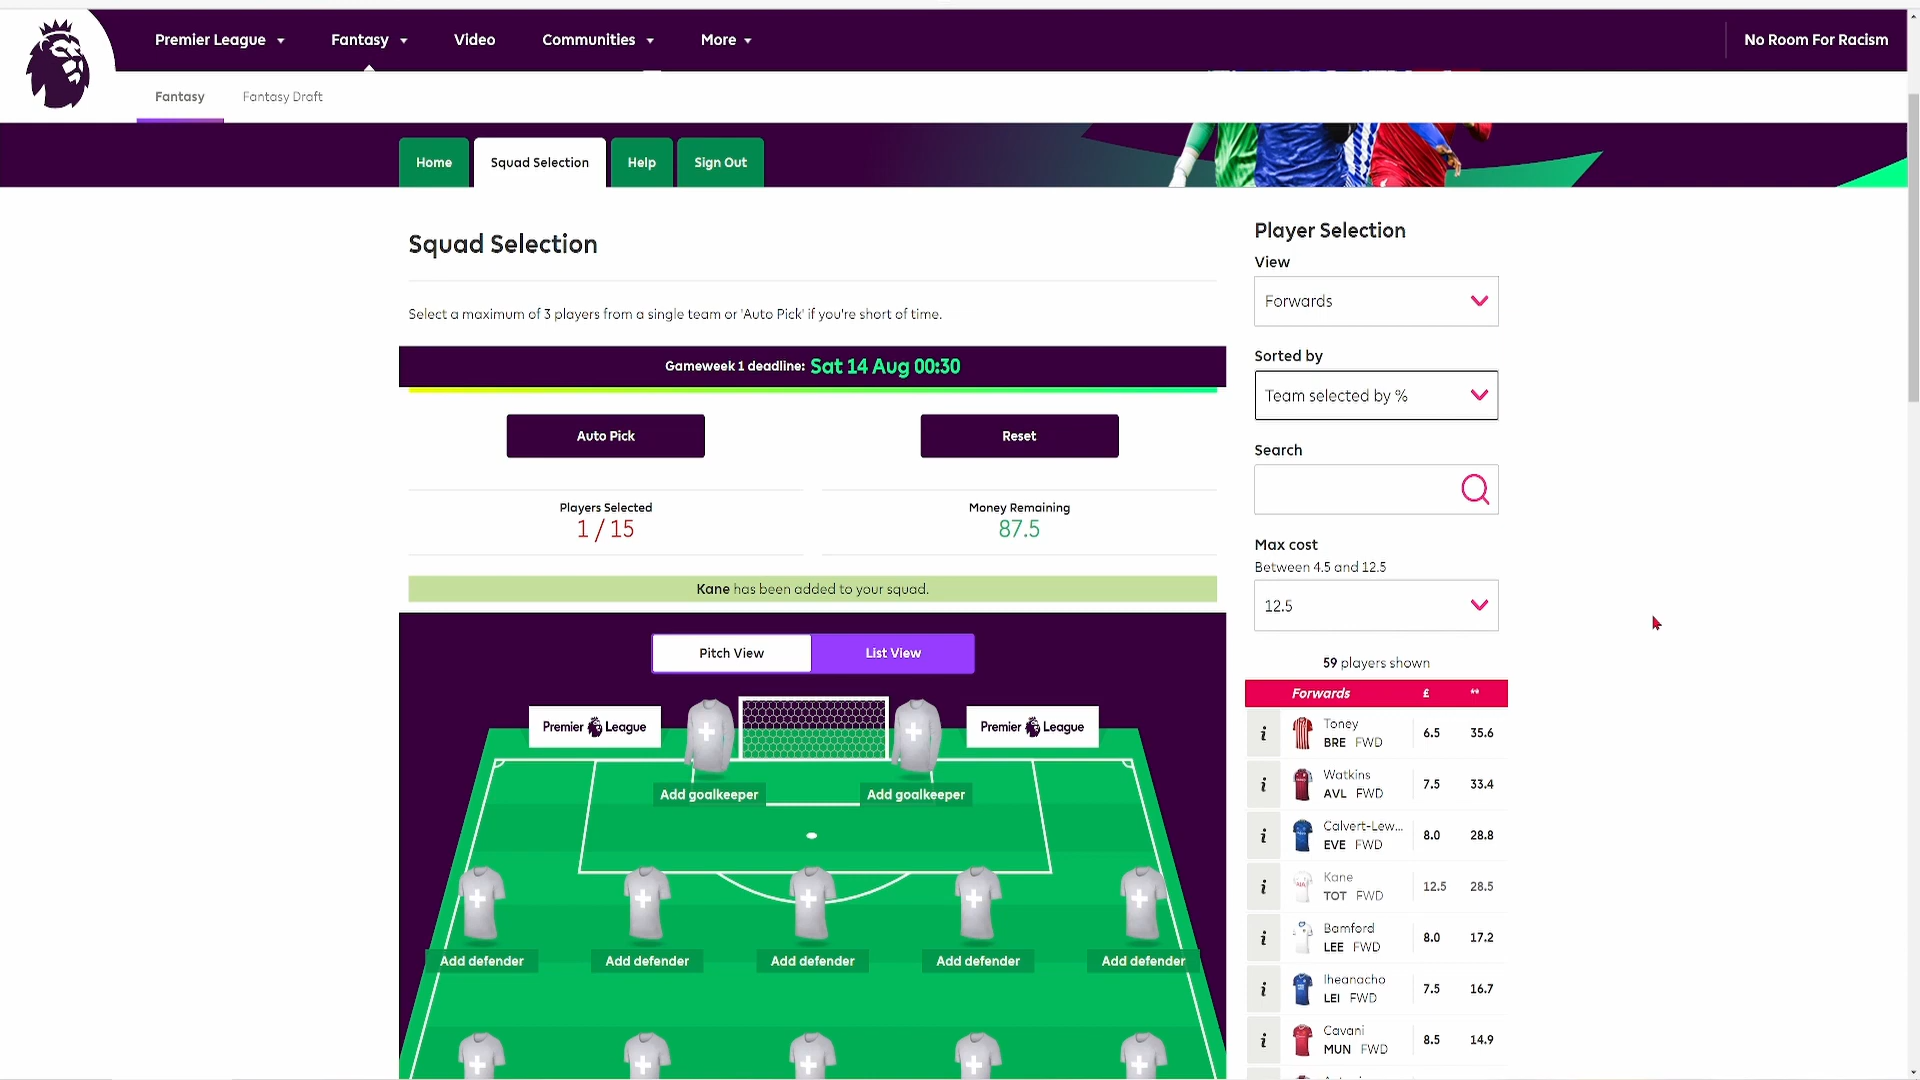 Premier League
Fantasy
Video
Communities
More
No Room For Racism
Fantasy
Fantasy Draft
Home
Squad Selection
Help
Sign Out
Squad Selection
Select a maximum of 3 players from a single team or 'Auto Pick' if you're short of time.
Gameweek 1 deadline: Sat 14 Aug 00:30
Auto Pick
Reset
Players Selected
1 / 15
Money Remaining
87.5
Kane has been added to your squad.
Pitch View
List View
Premier League
Premier League
Add goalkeeper
Add goalkeeper
Add defender
Add defender
Add defender
Add defender
Add defender
Player Selection
View
Forwards
Sorted by
Team selected by %
Search
Max cost
Between 4.5 and 12.5
12.5
59 players shown
Forwards £ **
i Toney 6.5 35.6
BRE FWD
i Watkins 7.5 33.4
AVL FWD
i Calvert-Lew... 8.0 28.8
EVE FWD
i Kane 12.5 28.5
TOT FWD
i Bamford 8.0 17.2
LEE FWD
i Iheanacho 7.5 16.7
LEI FWD
i Cavani 8.5 14.9
MUN FWD